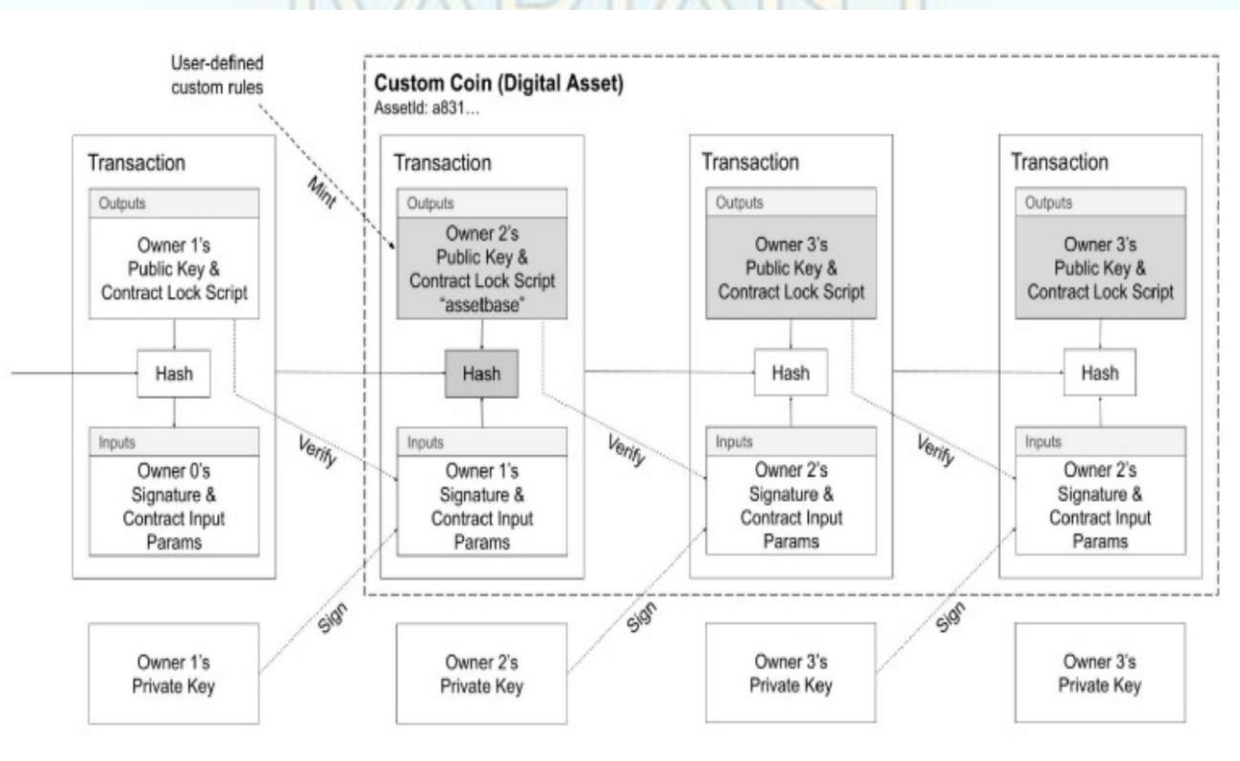 User-defined
custom rules
Custom Coin (Digital Asset)
AssetId: a831...
Mint
Transaction
Outputs
Owner 1's
Public Key &
Contract Lock Script
Hash
Inputs
Owner 0's
Signature &
Contract Input
Params
Verify
Sign
Owner 1's
Private Key
Transaction
Outputs
Owner 2's
Public Key &
Contract Lock Script
"assetbase"
Hash
Inputs
Owner 1's
Signature &
Contract Input
Params
Verify
Sign
Owner 2's
Private Key
Transaction
Outputs
Owner 3's
Public Key &
Contract Lock Script
Hash
Inputs
Owner 2's
Signature &
Contract Input
Params
Verify
Sign
Owner 3's
Private Key
Transaction
Outputs
Owner 3's
Public Key &
Contract Lock Script
Hash
Inputs
Owner 2's
Signature &
Contract Input
Params
Owner 3's
Private Key